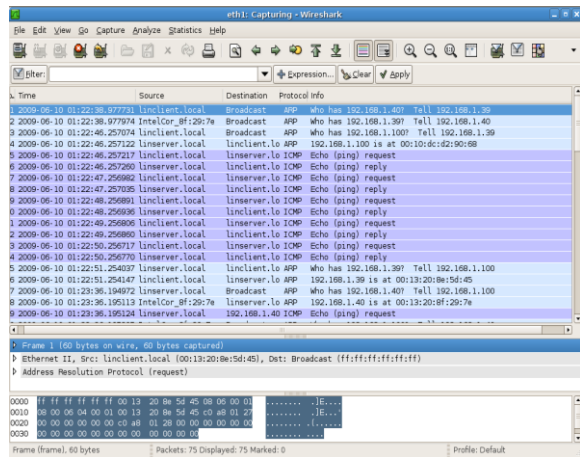 eth1: Capturing - Wireshark
File Edit View Go Capture Analyze Statistics Help
Filter: Expression... Clear Apply
Time Source Destination Protocol Info
1 2009-06-10 01:22:38.977731 linclient.local Broadcast ARP Who has 192.168.1.40? Tell 192.168.1.39
2 2009-06-10 01:22:38.977974 IntelCor_8f:29:7e Broadcast ARP Who has 192.168.1.39? Tell 192.168.1.40
3 2009-06-10 01:22:46.257074 linclient.local Broadcast ARP Who has 192.168.1.100? Tell 192.168.1.39
4 2009-06-10 01:22:46.257122 linserver.local linclient.lo ARP 192.168.1.100 is at 00:10:dc:d2:90:68
5 2009-06-10 01:22:46.257217 linclient.local linserver.lo ICMP Echo (ping) request
6 2009-06-10 01:22:46.257260 linserver.local linclient.lo ICMP Echo (ping) reply
7 2009-06-10 01:22:47.256982 linclient.local linserver.lo ICMP Echo (ping) request
8 2009-06-10 01:22:47.257035 linserver.local linclient.lo ICMP Echo (ping) reply
9 2009-06-10 01:22:48.256891 linclient.local linserver.lo ICMP Echo (ping) request
0 2009-06-10 01:22:48.256936 linserver.local linclient.lo ICMP Echo (ping) reply
1 2009-06-10 01:22:49.256806 linclient.local linserver.lo ICMP Echo (ping) request
2 2009-06-10 01:22:49.256860 linserver.local linclient.lo ICMP Echo (ping) reply
3 2009-06-10 01:22:50.256717 linclient.local linserver.lo ICMP Echo (ping) request
4 2009-06-10 01:22:50.256770 linserver.local linclient.lo ICMP Echo (ping) reply
5 2009-06-10 01:22:51.254037 linserver.local linclient.lo ARP Who has 192.168.1.39? Tell 192.168.1.100
6 2009-06-10 01:22:51.254147 linclient.local linserver.lo ARP 192.168.1.39 is at 00:13:20:8e:5d:45
7 2009-06-10 01:23:36.194972 linserver.local Broadcast ARP Who has 192.168.1.40? Tell 192.168.1.100
8 2009-06-10 01:23:36.195113 IntelCor_8f:29:7e linserver.lo ARP 192.168.1.40 is at 00:13:20:8f:29:7e
9 2009-06-10 01:23:36.195124 linserver.local 192.168.1.40 ICMP Echo (ping) request
Frame 1 (60 bytes on wire, 60 bytes captured)
Ethernet II, Src: linclient.local (00:13:20:8e:5d:45), Dst: Broadcast (ff:ff:ff:ff:ff:ff)
Address Resolution Protocol (request)
0000 ff ff ff ff ff ff 00 13 20 8e 5d 45 08 06 00 01 ........ .]E....
0010 08 00 06 04 00 01 00 13 20 8e 5d 45 c0 a8 01 27 ........ .]E...'
0020 00 00 00 00 00 00 c0 a8 01 28 00 00 00 00 00 00 ........ .(......
0030 00 00 00 00 00 00 00 00 00 00 00 00 ........ ....
Frame (frame), 60 bytes Packets: 75 Displayed: 75 Marked: 0 Profile: Default